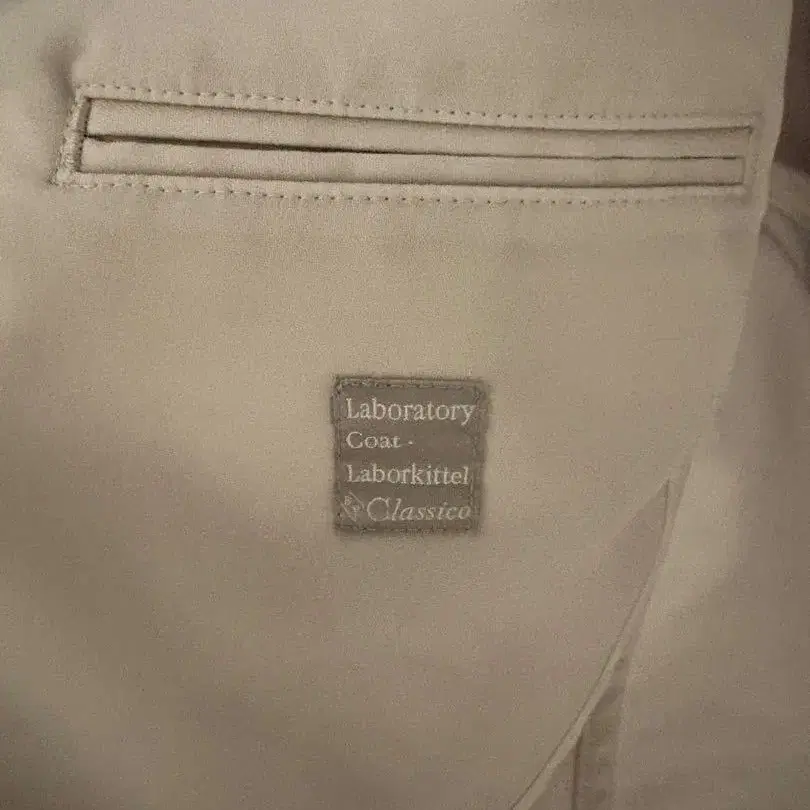 Laboratory
Coat -
Laborkittel
Classico